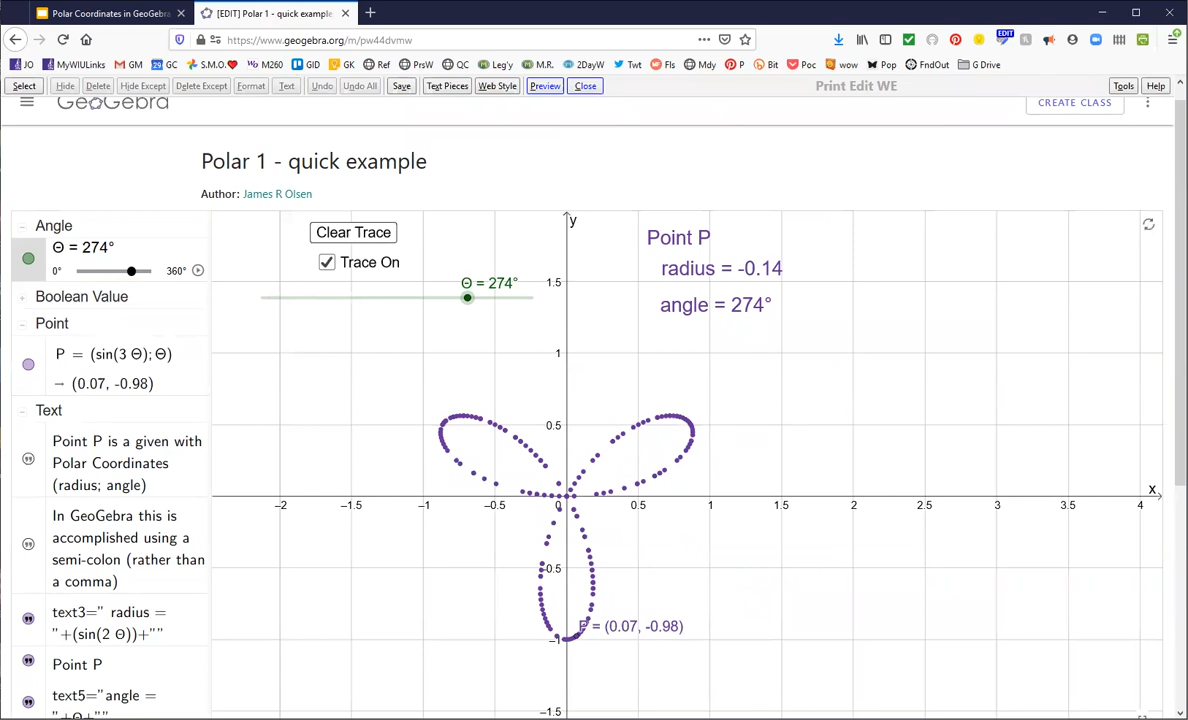 Polar Coordinates in GeoGebra
[EDIT] Polar 1 - quick example
https://www.geogebra.org/m/pw44dvmw
EDIT
JO MyWIULinks GM GC S.M.O. M260 GID GK Ref PrsW QC Leg'y M.R. 2DayW Twt FIs Mdy P Bit Poc wow Pop FndOut G Drive
Select Hide Delete Hide Except Delete Except Format Text Undo Undo All Save Text Pieces Web Style Preview Close Print Edit WE Tools Help
GeoGebra
CREATE CLASS
Polar 1 - quick example
Author: James R Olsen
Angle
Θ = 274°
0° 360°
Boolean Value
Point
P = (sin(3 Θ); Θ)
→ (0.07, -0.98)
Text
Point P is a given with
Polar Coordinates
(radius; angle)
In GeoGebra this is
accomplished using a
semi-colon (rather than
a comma)
text3=" radius =
"+(sin(2 Θ))+""
Point P
text5="angle =
"+Θ+""
Clear Trace
Trace On
Θ = 274°
Point P
radius = -0.14
angle = 274°
y
1.5
1
0.5
x
−2 −1.5 −1 −0.5 0 0.5 1 1.5 2 2.5 3 3.5 4
−0.5
P = (0.07, -0.98)
−1
−1.5